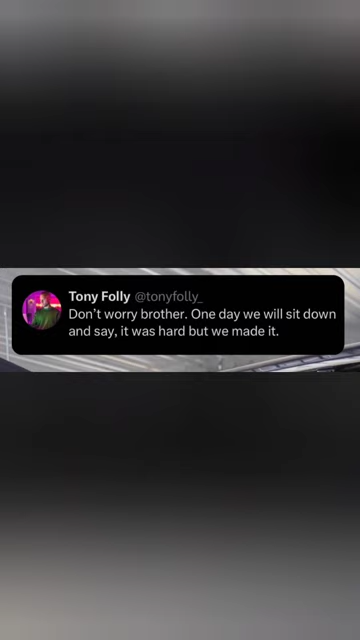 Tony Folly @tonyfolly_
Don't worry brother. One day we will sit down
and say, it was hard but we made it.